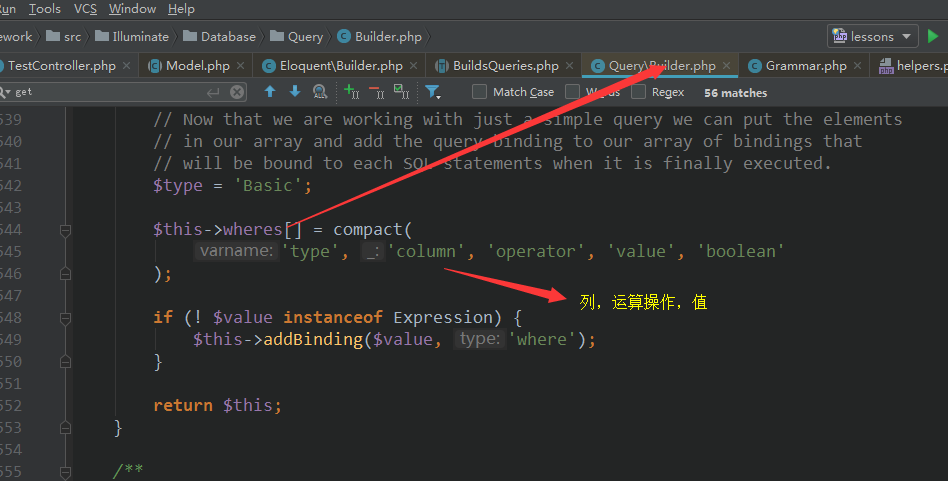 Run Tools VCS Window Help
ework src Illuminate Database Query Builder.php lessons
TestController.php Model.php Eloquent\Builder.php BuildsQueries.php Query\Builder.php Grammar.php helpers.p
get Match Case Words Regex 56 matches
539 // Now that we are working with just a simple query we can put the elements
540 // in our array and add the query binding to our array of bindings that
541 // will be bound to each SQL statements when it is finally executed.
542 $type = 'Basic';
543
544 $this->wheres[] = compact(
545 varname: 'type', _: 'column', 'operator', 'value', 'boolean'
546 );
547 列，运算操作，值
548 if (! $value instanceof Expression) {
549 $this->addBinding($value, type: 'where');
550 }
551
552 return $this;
553 }
554
555 /**